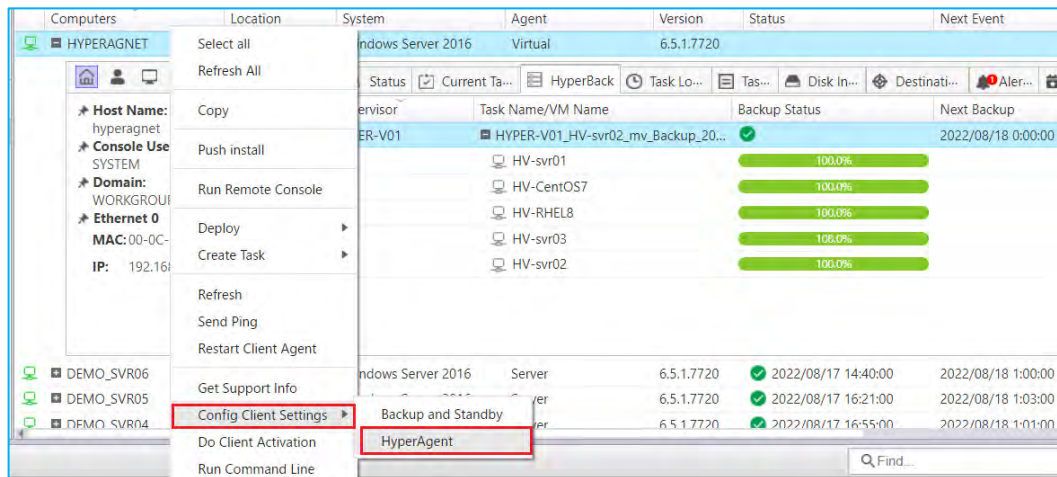 Computers Location System Agent Version Status Next Event
HYPERAGNET ndows Server 2016 Virtual 6.5.1.7720
Status Current Ta... HyperBack Task Lo... Tas... Disk In... Destinati... Aler...
Host Name: ervisor Task Name/VM Name Backup Status Next Backup
hyperagnet ER-V01 HYPER-V01_HV-svr02_mv_Backup_20... 2022/08/18 0:00:00
Console Use
SYSTEM HV-svr01 100.0%
Domain: HV-CentOS7 100.0%
WORKGROUI
Ethernet 0 HV-RHEL8 100.0%
MAC: 00-0C- HV-svr03 100.0%
IP: 192.168 HV-svr02 100.0%
Select all
Refresh All
Copy
Push install
Run Remote Console
Deploy
Create Task
Refresh
Send Ping
Restart Client Agent
Get Support Info
Config Client Settings
Do Client Activation
Run Command Line
Backup and Standby
HyperAgent
DEMO_SVR06 ndows Server 2016 Server 6.5.1.7720 2022/08/17 14:40:00 2022/08/18 1:00:00
DEMO_SVR05 6.5.1.7720 2022/08/17 16:21:00 2022/08/18 1:03:00
DEMO_SVR04 6.5.1.7720 2022/08/17 16:55:00 2022/08/18 1:01:00
Find...